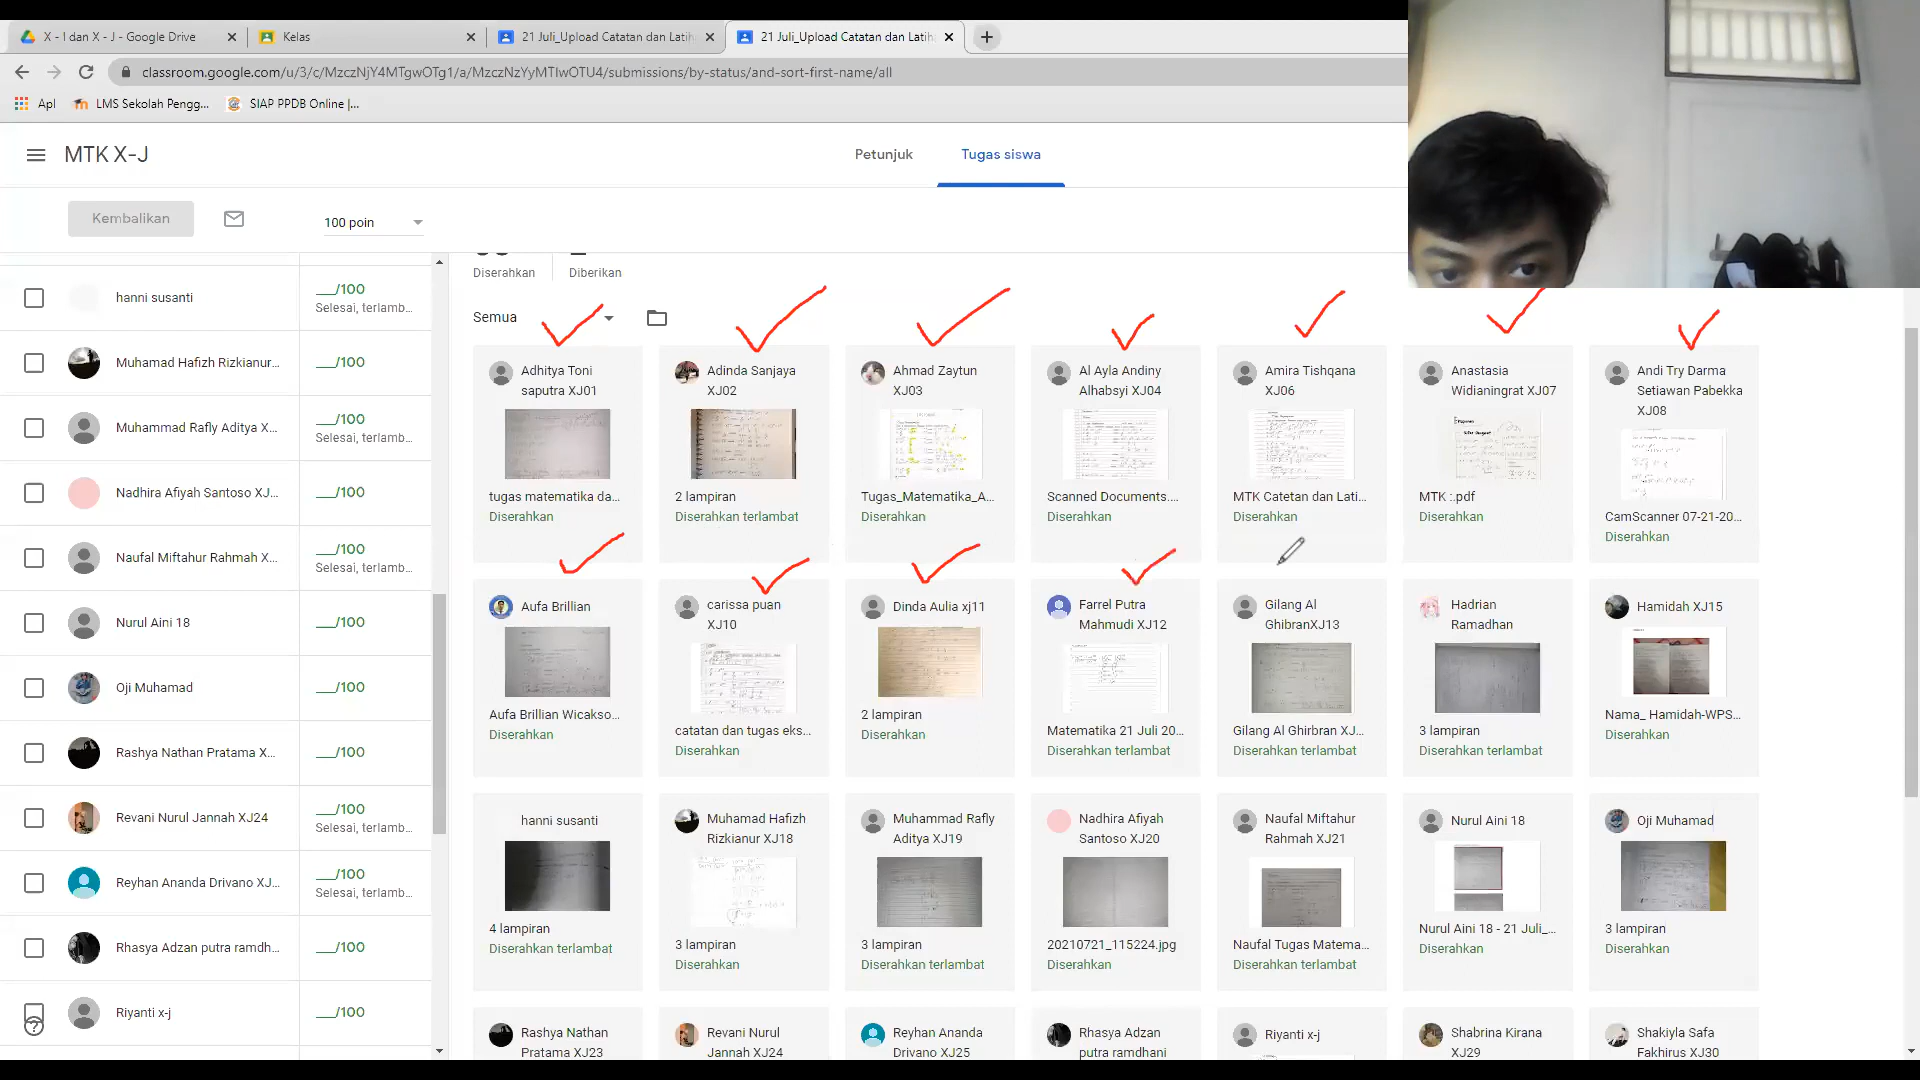 X - I dan X - J - Google Drive
Kelas
21 Juli_Upload Catatan dan Latih
21 Juli_Upload Catatan dan Latih
classroom.google.com/u/3/c/MzczNjY4MTgwOTg1/a/MzczNzYyMTIwOTU4/submissions/by-status/and-sort-first-name/all
Apl
LMS Sekolah Pengg...
SIAP PPDB Online |...
MTK X-J
Petunjuk
Tugas siswa
Kembalikan
100 poin
hanni susanti
___/100
Selesai, terlamb...
Muhamad Hafizh Rizkianur...
___/100
Muhammad Rafly Aditya X...
___/100
Selesai, terlamb...
Nadhira Afiyah Santoso XJ...
___/100
Naufal Miftahur Rahmah X...
___/100
Selesai, terlamb...
Nurul Aini 18
___/100
Oji Muhamad
___/100
Rashya Nathan Pratama X...
___/100
Revani Nurul Jannah XJ24
___/100
Selesai, terlamb...
Reyhan Ananda Drivano XJ...
___/100
Selesai, terlamb...
Rhasya Adzan putra ramdh...
___/100
Riyanti x-j
___/100
Diserahkan
Diberikan
Semua
Adhitya Toni
saputra XJ01
tugas matematika da...
Diserahkan
Adinda Sanjaya
XJ02
2 lampiran
Diserahkan terlambat
Ahmad Zaytun
XJ03
Tugas_Matematika_A...
Diserahkan
Al Ayla Andiny
Alhabsyi XJ04
Scanned Documents....
Diserahkan
Amira Tishqana
XJ06
MTK Catetan dan Lati...
Diserahkan
Anastasia
Widianingrat XJ07
MTK :.pdf
Diserahkan
Andi Try Darma
Setiawan Pabekka
XJ08
CamScanner 07-21-20...
Diserahkan
Aufa Brillian
Aufa Brillian Wicakso...
Diserahkan
carissa puan
XJ10
catatan dan tugas eks...
Diserahkan
Dinda Aulia xj11
2 lampiran
Diserahkan
Farrel Putra
Mahmudi XJ12
Matematika 21 Juli 20...
Diserahkan terlambat
Gilang Al
GhibranXJ13
Gilang Al Ghirbran XJ...
Diserahkan terlambat
Hadrian
Ramadhan
3 lampiran
Diserahkan terlambat
Hamidah XJ15
Nama_ Hamidah-WPS...
Diserahkan
hanni susanti
4 lampiran
Diserahkan terlambat
Muhamad Hafizh
Rizkianur XJ18
3 lampiran
Diserahkan
Muhammad Rafly
Aditya XJ19
3 lampiran
Diserahkan terlambat
Nadhira Afiyah
Santoso XJ20
20210721_115224.jpg
Diserahkan
Naufal Miftahur
Rahmah XJ21
Naufal Tugas Matema...
Diserahkan terlambat
Nurul Aini 18
Nurul Aini 18 - 21 Juli_...
Diserahkan
Oji Muhamad
3 lampiran
Diserahkan
Rashya Nathan
Pratama XJ23
Revani Nurul
Jannah XJ24
Reyhan Ananda
Drivano XJ25
Rhasya Adzan
putra ramdhani
Riyanti x-j
Shabrina Kirana
XJ29
Shakiyla Safa
Fakhirus XJ30